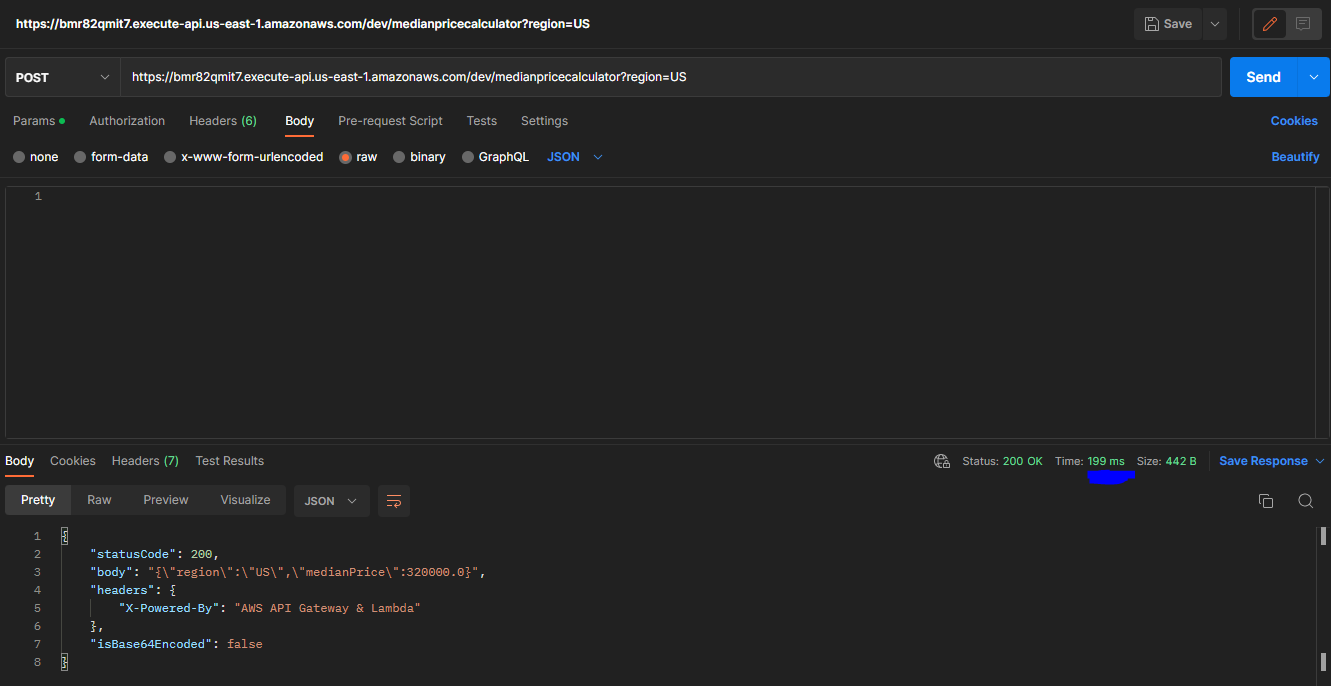 https://bmr82qmit7.execute-api.us-east-1.amazonaws.com/dev/medianpricecalculator?region=US Save
POST https://bmr82qmit7.execute-api.us-east-1.amazonaws.com/dev/medianpricecalculator?region=US Send
Params Authorization Headers (6) Body Pre-request Script Tests Settings Cookies
none form-data x-www-form-urlencoded raw binary GraphQL JSON Beautify
1
Body Cookies Headers (7) Test Results Status: 200 OK Time: 199 ms Size: 442 B Save Response
Pretty Raw Preview Visualize JSON
1 {
2 "statusCode": 200,
3 "body": "{\"region\":\"US\",\"medianPrice\":320000.0}",
4 "headers": {
5 "X-Powered-By": "AWS API Gateway & Lambda"
6 },
7 "isBase64Encoded": false
8 }